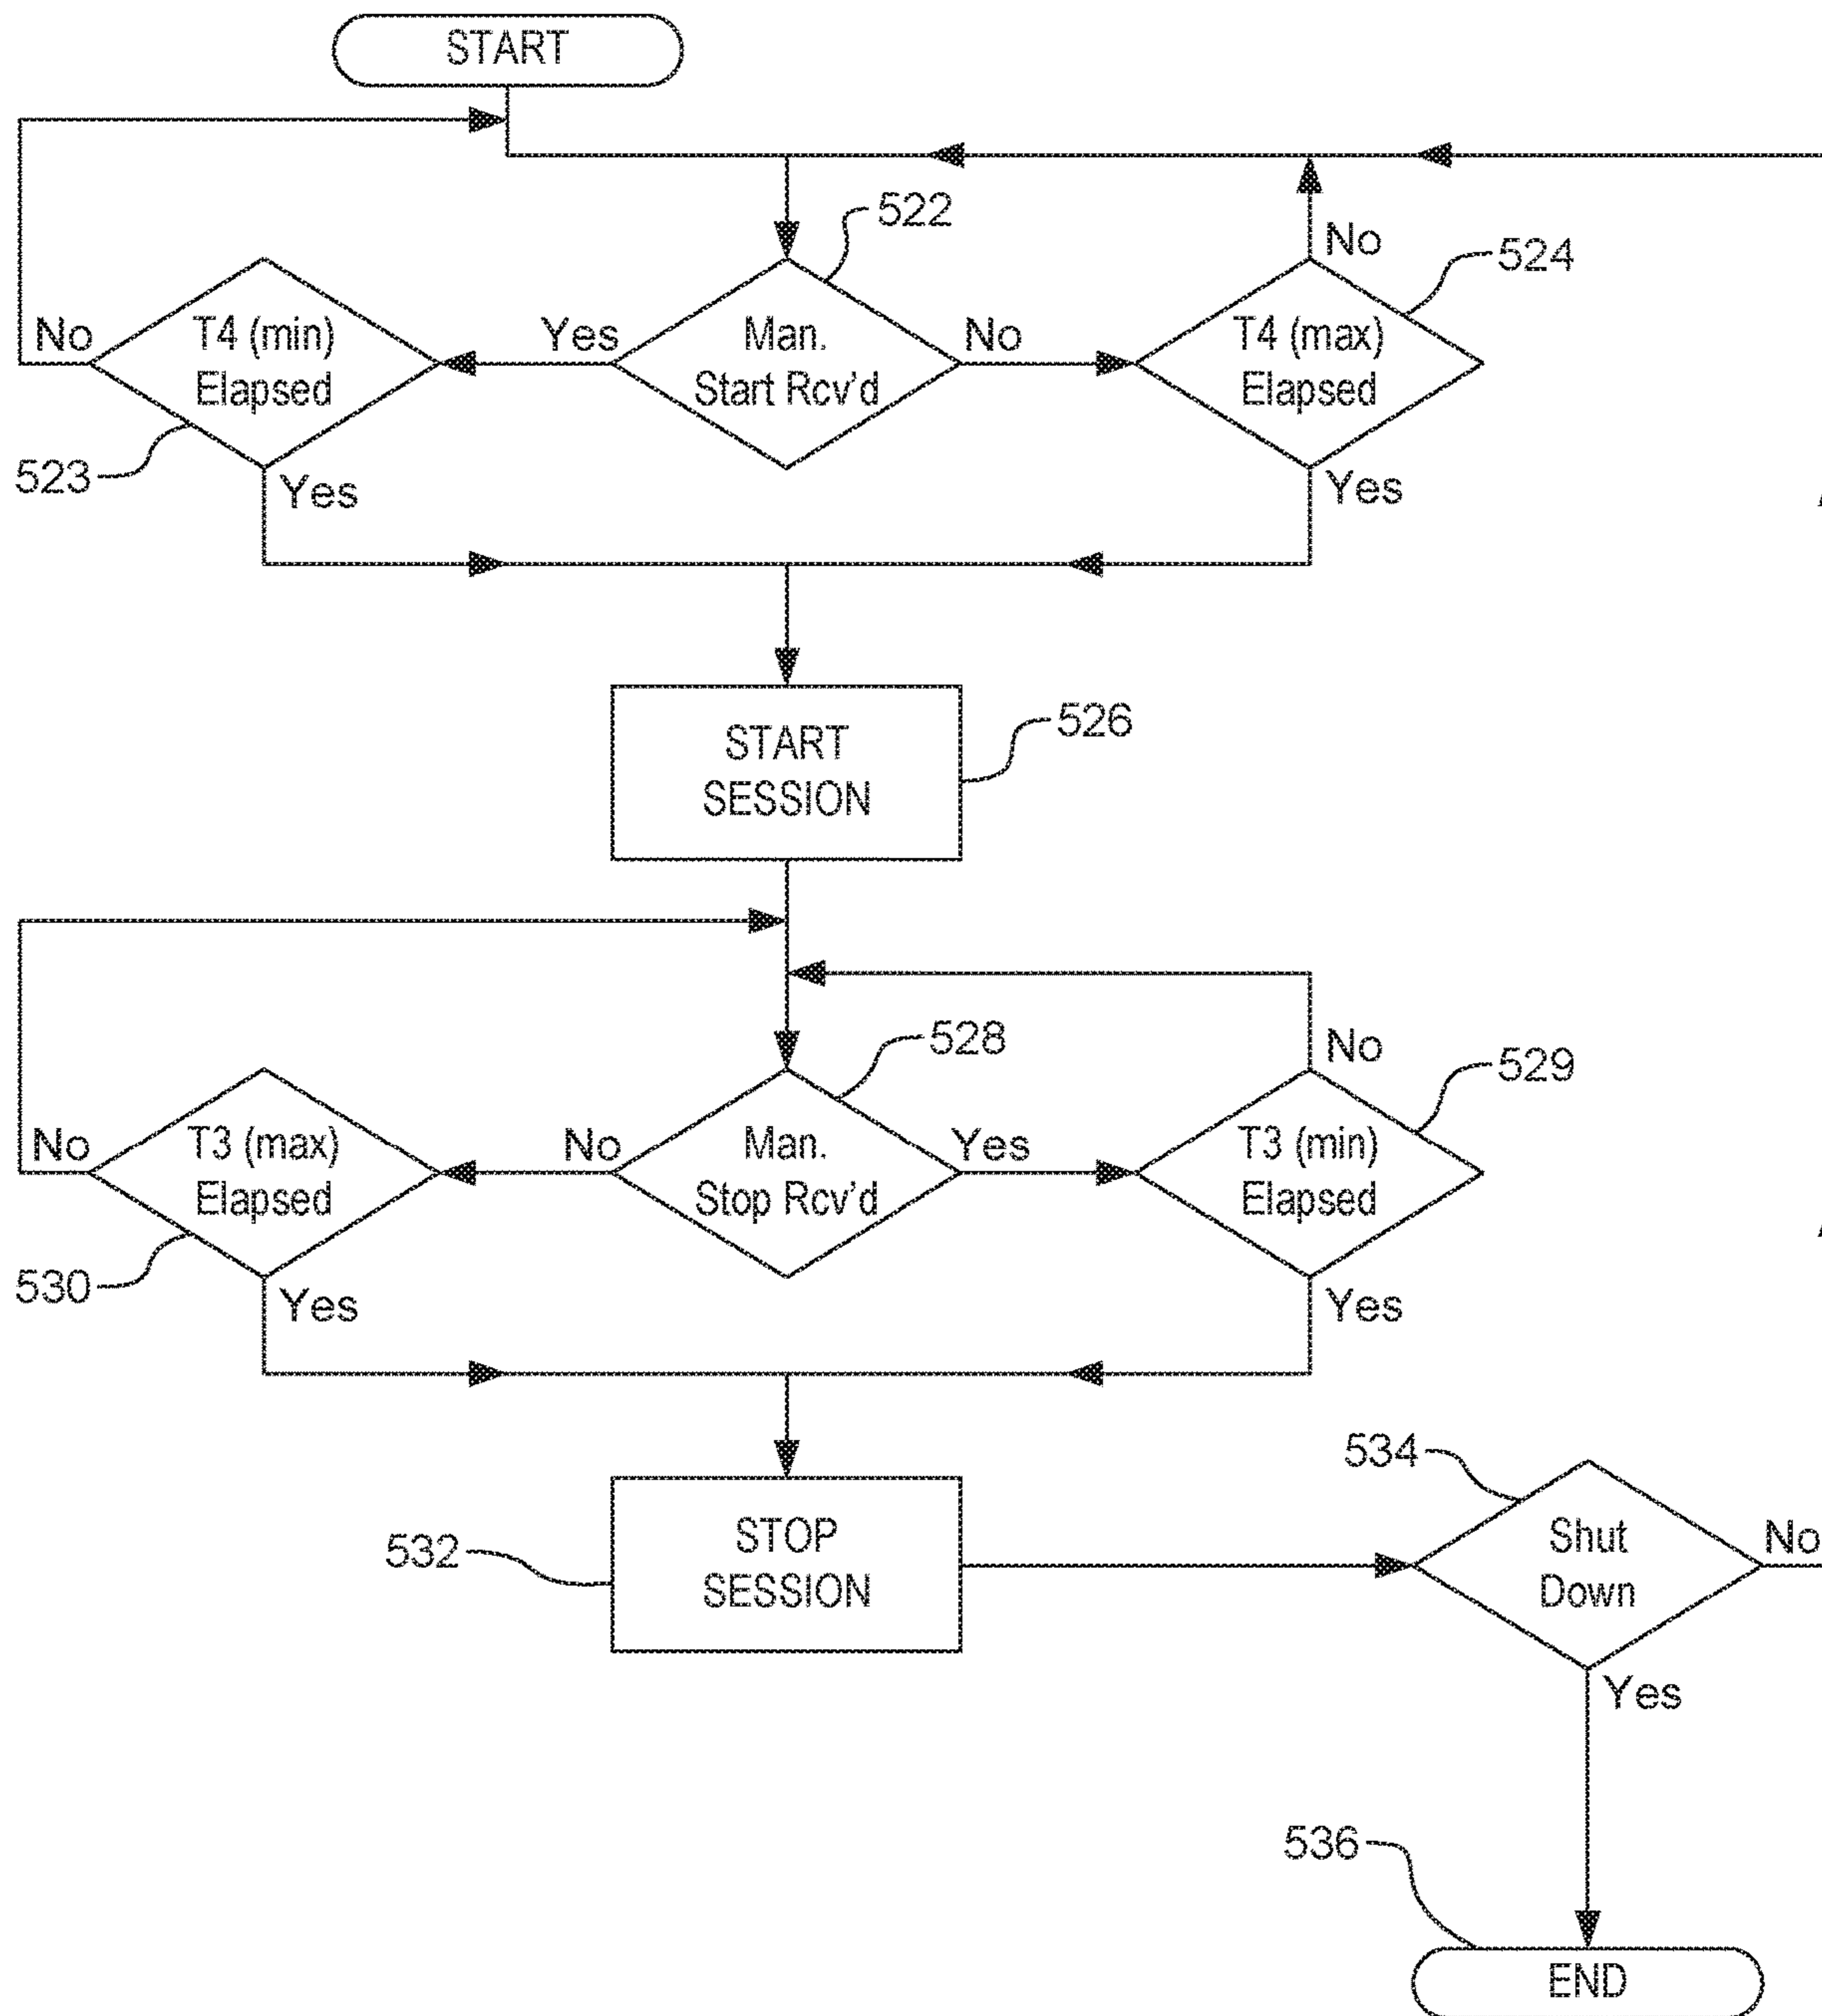 START
522
No
524
No
T4 (min)
Elapsed
Yes
Man.
Start Rcv'd
No
T4 (max)
Elapsed
523
Yes
Yes
START
SESSION
526
528
No
529
No
T3 (max)
Elapsed
No
Man.
Stop Rcv'd
Yes
T3 (min)
Elapsed
530
Yes
Yes
534
532
STOP
SESSION
Shut
Down
No
Yes
536
END